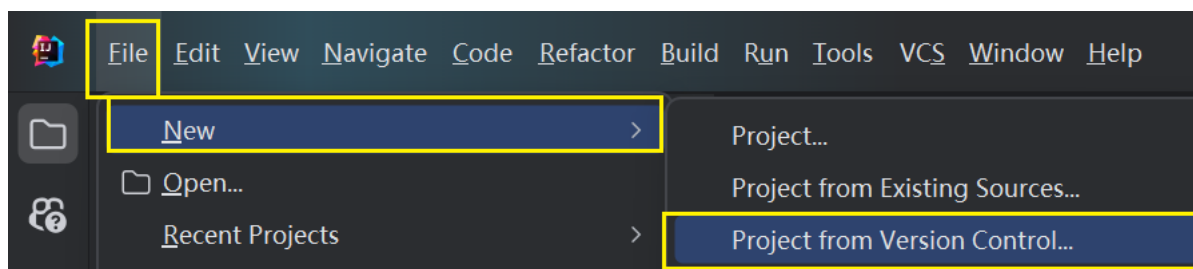 File Edit View Navigate Code Refactor Build Run Tools VCS Window Help
New
Project...
Open...
Project from Existing Sources...
Recent Projects
Project from Version Control...